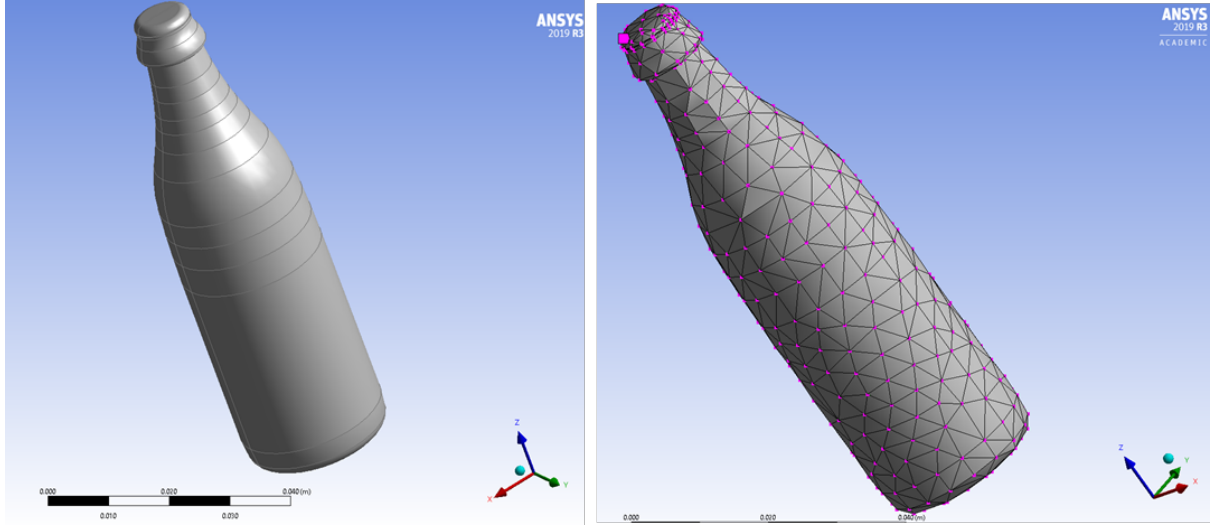 ANSYS
2019 R3
Z
X
Y
0.000
0.020
0.040 (m)
0.010
0.030
ANSYS
2019 R3
ACADEMIC
Z
Y
X
0.000
0.020
0.040 (m)